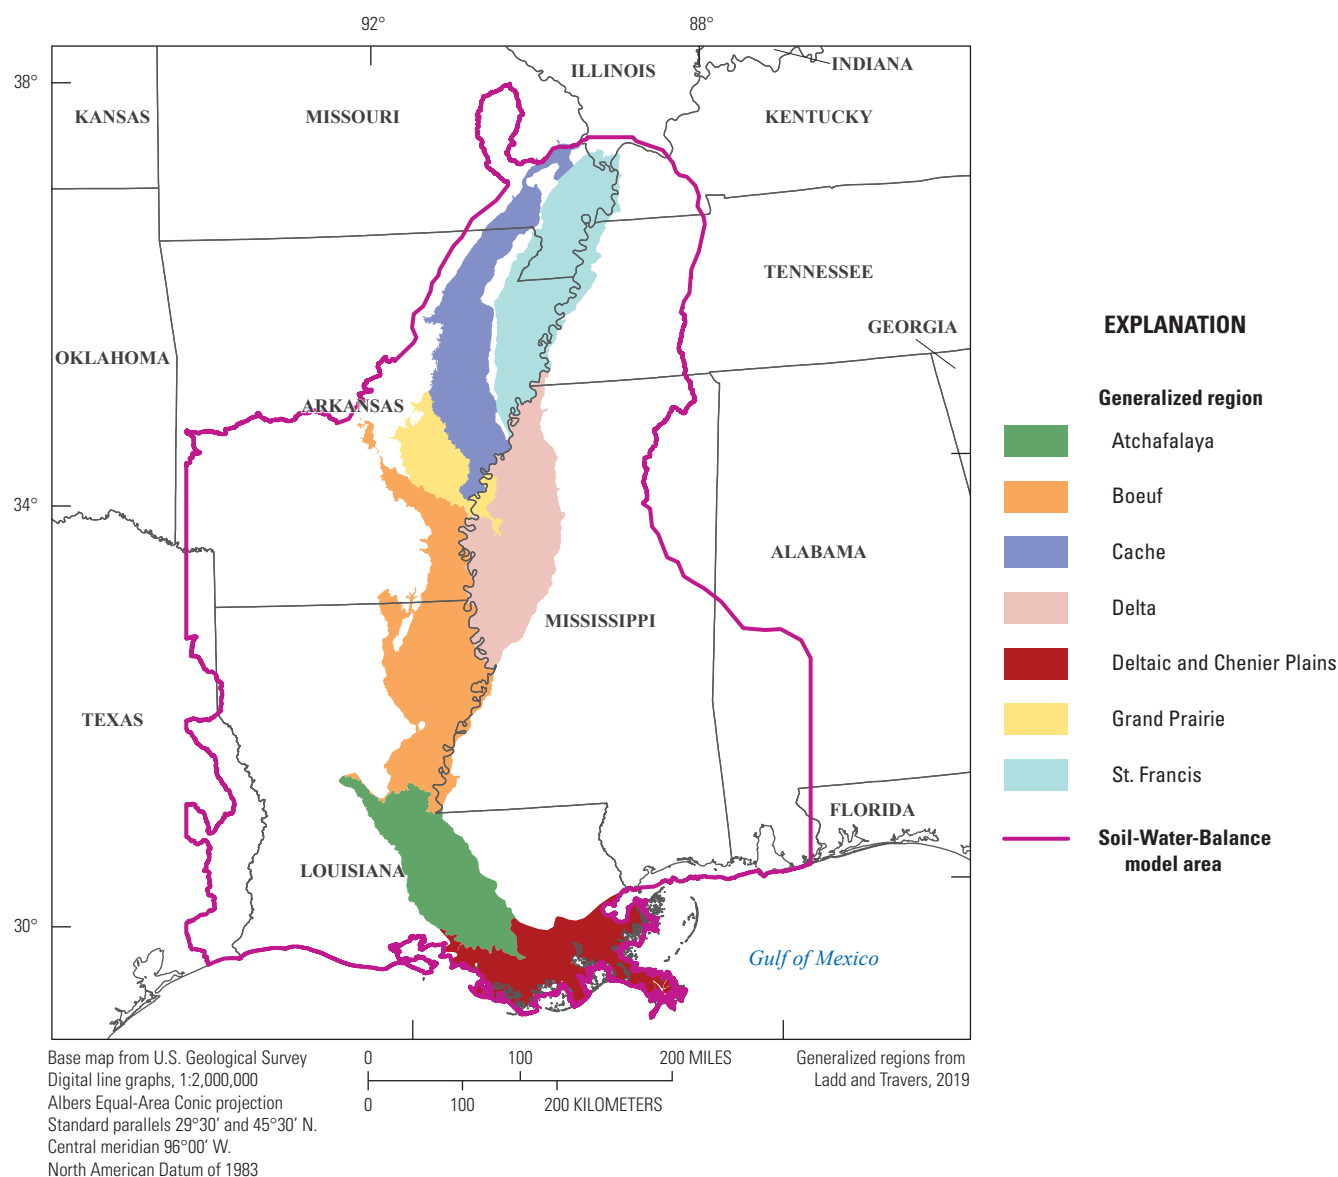 92°
88°
38°
ILLINOIS
INDIANA
KANSAS
MISSOURI
KENTUCKY
TENNESSEE
GEORGIA
OKLAHOMA
ARKANSAS
34°
ALABAMA
MISSISSIPPI
TEXAS
FLORIDA
LOUISIANA
30°
Gulf of Mexico
EXPLANATION
Generalized region
Atchafalaya
Boeuf
Cache
Delta
Deltaic and Chenier Plains
Grand Prairie
St. Francis
Soil-Water-Balance
model area
Base map from U.S. Geological Survey
Digital line graphs, 1:2,000,000
Albers Equal-Area Conic projection
Standard parallels 29°30′ and 45°30′ N.
Central meridian 96°00′ W.
North American Datum of 1983
0 100 200 MILES
0 100 200 KILOMETERS
Generalized regions from
Ladd and Travers, 2019